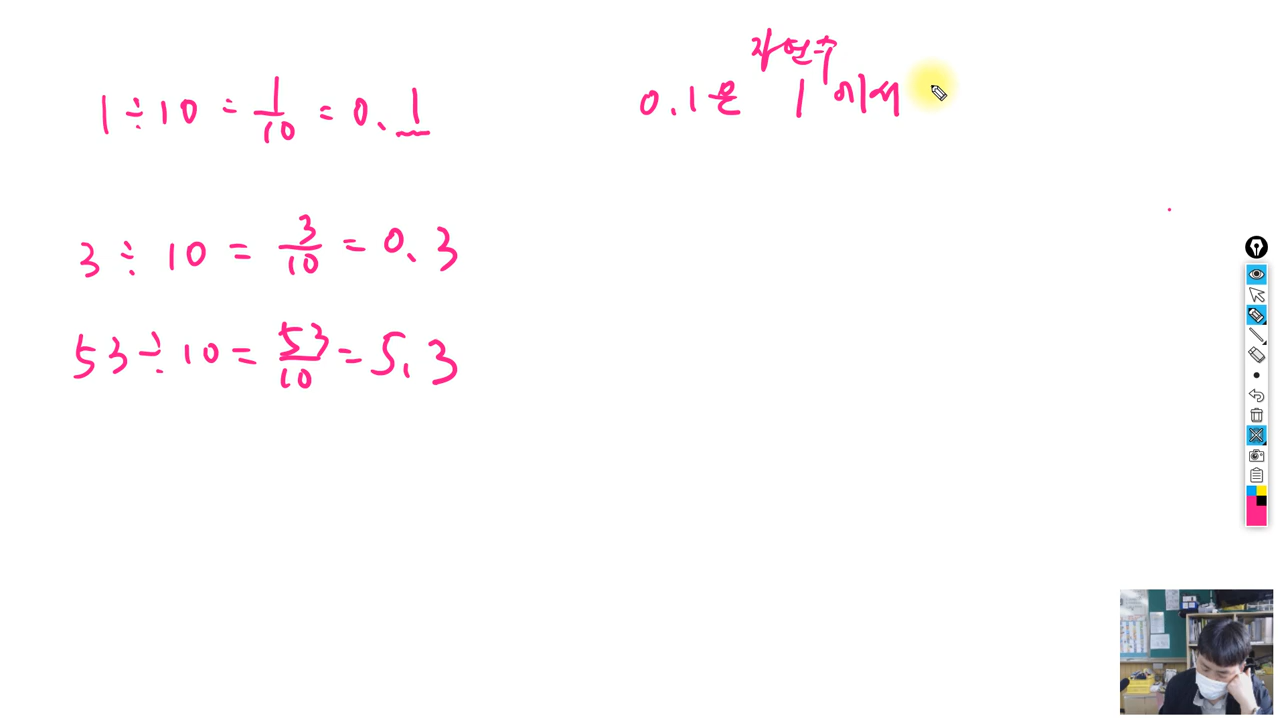 1 ÷ 10 = 1/10 = 0.1
3 ÷ 10 = 3/10 = 0.3
53 ÷ 10 = 53/10 = 5.3
자연수
0.1은 1에서